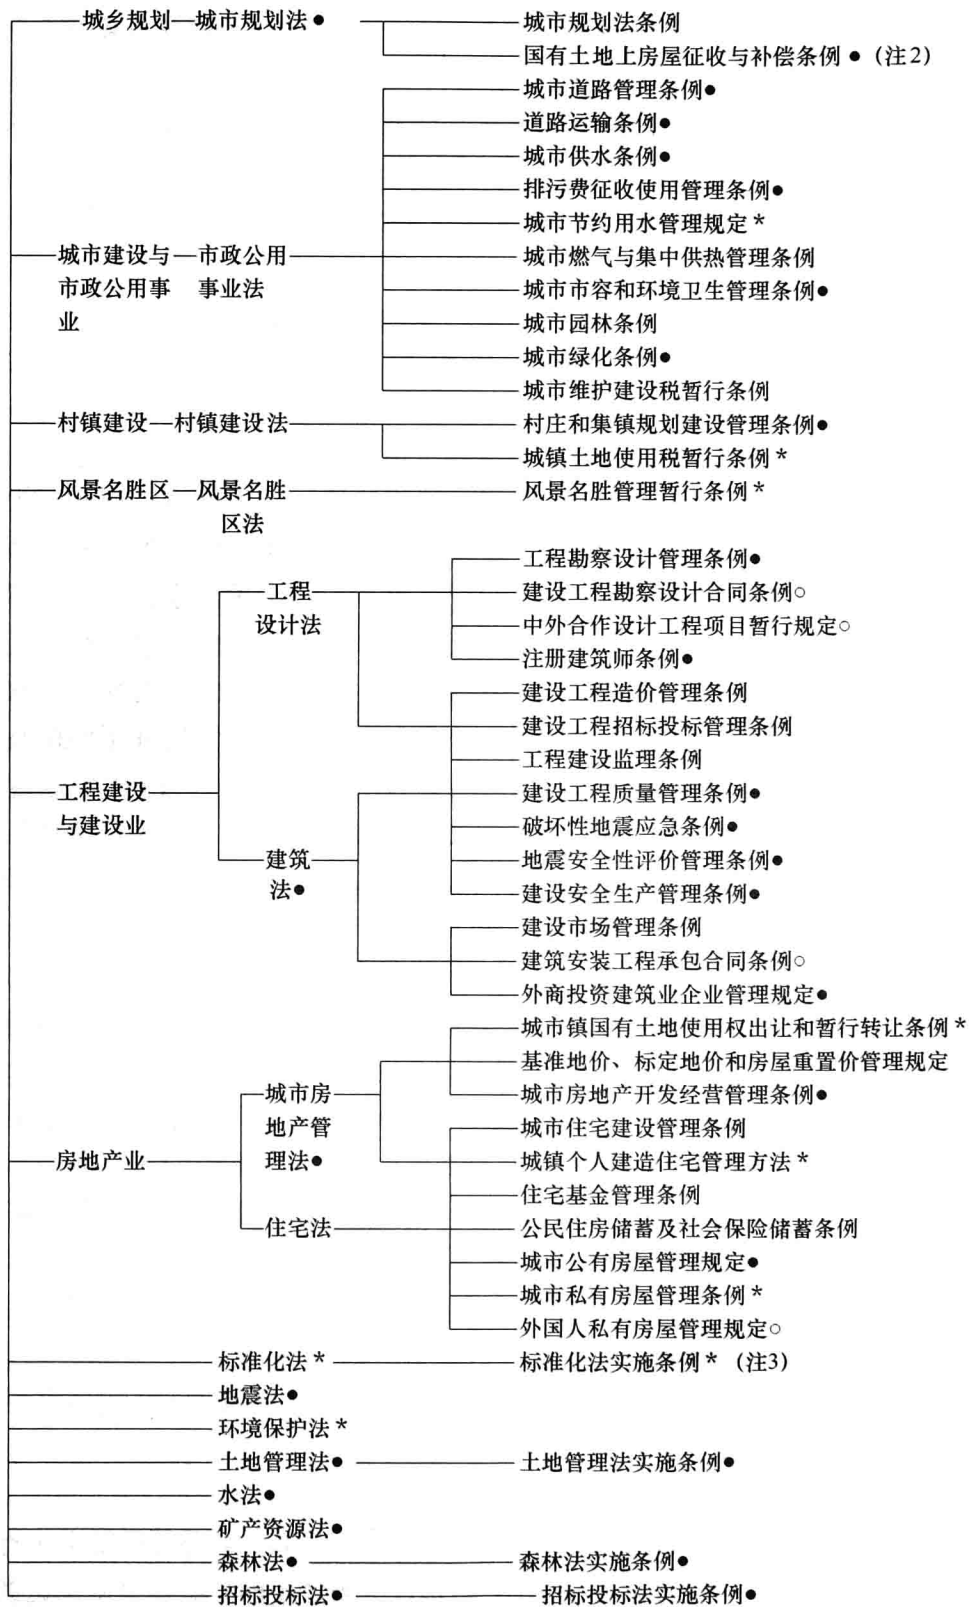 城乡规划 城市规划法● 城市规划法条例
国有土地上房屋征收与补偿条例●（注2）
城市道路管理条例●
道路运输条例●
城市供水条例●
排污费征收使用管理条例●
城市节约用水管理规定*
城市建设与 市政公用 城市燃气与集中供热管理条例
市政公用事 事业法 城市市容和环境卫生管理条例●
业 城市园林条例
城市绿化条例●
城市维护建设税暂行条例
村镇建设 村镇建设法 村庄和集镇规划建设管理条例●
城镇土地使用税暂行条例*
风景名胜区 风景名胜 风景名胜管理暂行条例*
区法
工程勘察设计管理条例●
工程 建设工程勘察设计合同条例○
设计法 中外合作设计工程项目暂行规定○
注册建筑师条例●
建设工程造价管理条例
建设工程招标投标管理条例
工程建设监理条例
工程建设 建设工程质量管理条例●
与建设业 破坏性地震应急条例●
建筑 地震安全性评价管理条例●
法● 建设安全生产管理条例●
建设市场管理条例
建筑安装工程承包合同条例○
外商投资建筑业企业管理规定●
城市镇国有土地使用权出让和暂行转让条例*
基准地价、标定地价和房屋重置价管理规定
城市房 城市房地产开发经营管理条例●
地产管 城市住宅建设管理条例
房地产业 理法● 城镇个人建造住宅管理方法*
住宅基金管理条例
住宅法 公民住房储蓄及社会保险储蓄条例
城市公有房屋管理规定●
城市私有房屋管理条例*
外国人私有房屋管理规定○
标准化法* 标准化法实施条例*（注3）
地震法●
环境保护法*
土地管理法● 土地管理法实施条例●
水法●
矿产资源法●
森林法● 森林法实施条例●
招标投标法● 招标投标法实施条例●